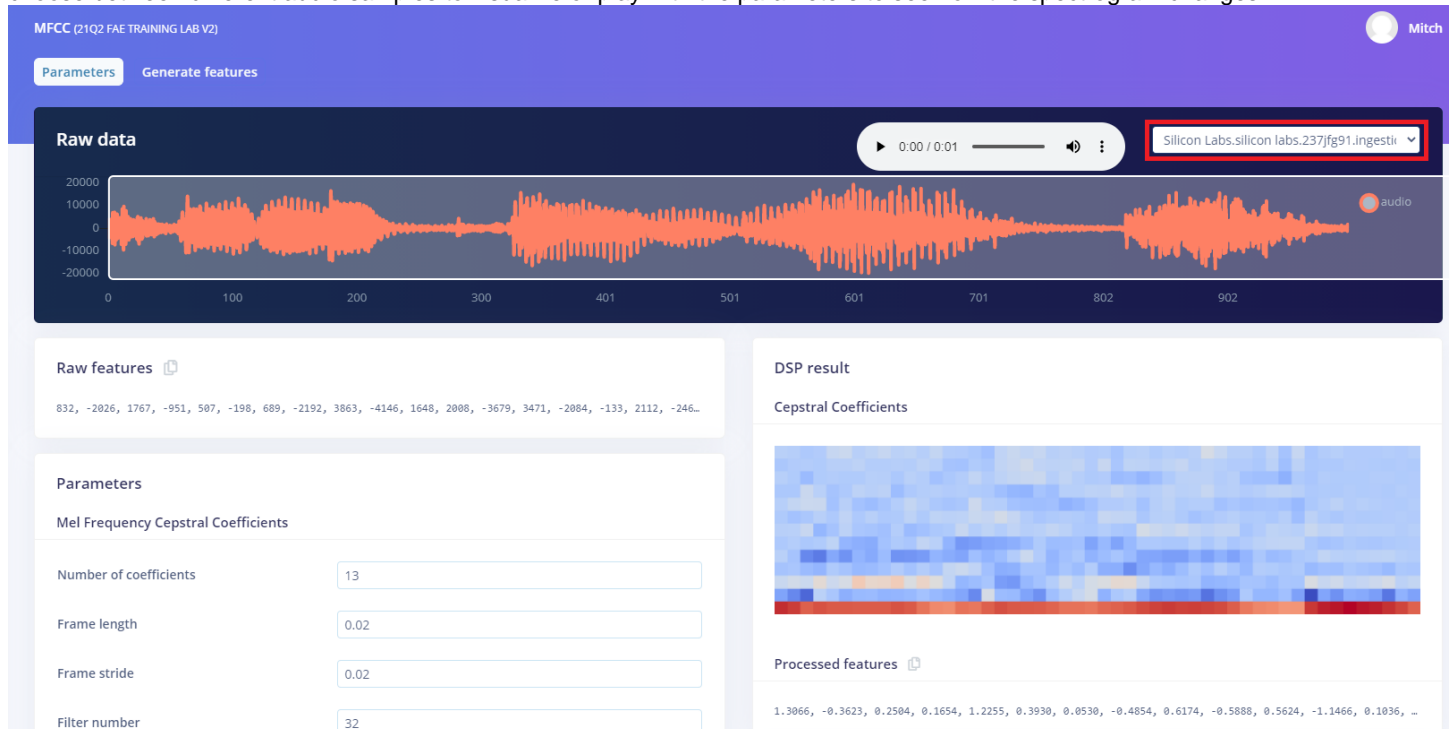 MFCC (21Q2 FAE TRAINING LAB V2)
Mitch
Parameters Generate features
Raw data
0:00 / 0:01
Silicon Labs.silicon labs.237jfg91.ingestic
20000
10000
0
-10000
-20000
audio
0 100 200 300 401 501 601 701 802 902
Raw features
832, -2026, 1767, -951, 507, -198, 689, -2192, 3863, -4146, 1648, 2008, -3679, 3471, -2084, -133, 2112, -246…
Parameters
Mel Frequency Cepstral Coefficients
Number of coefficients 13
Frame length 0.02
Frame stride 0.02
Filter number 32
DSP result
Cepstral Coefficients
Processed features
1.3066, -0.3623, 0.2504, 0.1654, 1.2255, 0.3930, 0.0530, -0.4854, 0.6174, -0.5888, 0.5624, -1.1466, 0.1036, …